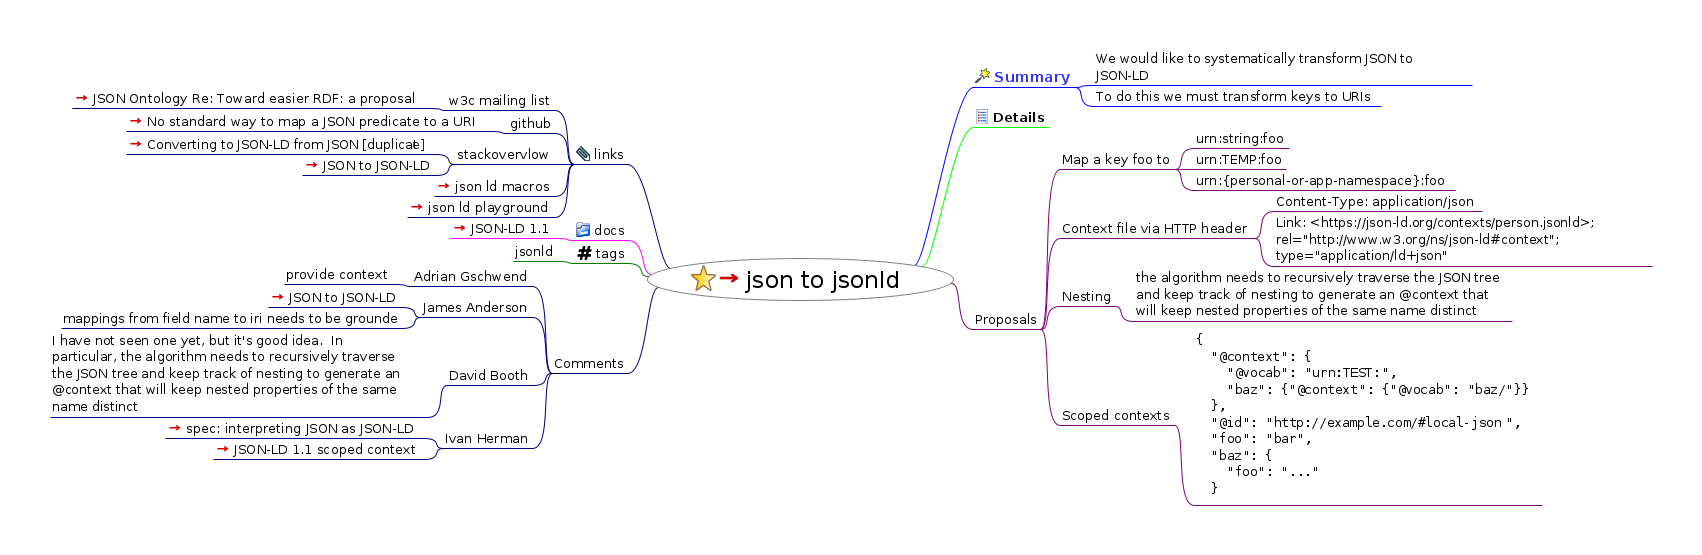 json to jsonld
links
w3c mailing list
JSON Ontology Re: Toward easier RDF: a proposal
github
No standard way to map a JSON predicate to a URI
stackovervlow
Converting to JSON-LD from JSON [duplicate]
JSON to JSON-LD
json ld macros
json ld playground
docs
JSON-LD 1.1
# tags
jsonld
Comments
Adrian Gschwend
provide context
James Anderson
JSON to JSON-LD
mappings from field name to iri needs to be grounde
David Booth
I have not seen one yet, but it's good idea. In
particular, the algorithm needs to recursively traverse
the JSON tree and keep track of nesting to generate an
@context that will keep nested properties of the same
name distinct
Ivan Herman
spec: interpreting JSON as JSON-LD
JSON-LD 1.1 scoped context
Summary
We would like to systematically transform JSON to
JSON-LD
To do this we must transform keys to URIs
Details
Proposals
Map a key foo to
urn:string:foo
urn:TEMP:foo
urn:{personal-or-app-namespace}:foo
Context file via HTTP header
Content-Type: application/json
Link: <https://json-ld.org/contexts/person.jsonld>;
rel="http://www.w3.org/ns/json-ld#context";
type="application/ld+json"
Nesting
the algorithm needs to recursively traverse the JSON tree
and keep track of nesting to generate an @context that
will keep nested properties of the same name distinct
Scoped contexts
{
"@context": {
"@vocab": "urn:TEST:",
"baz": {"@context": {"@vocab": "baz/"}}
},
"@id": "http://example.com/#local-json",
"foo": "bar",
"baz": {
"foo": "..."
}